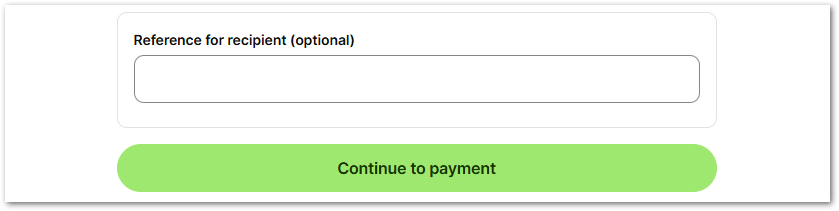 Reference for recipient (optional)
Continue to payment